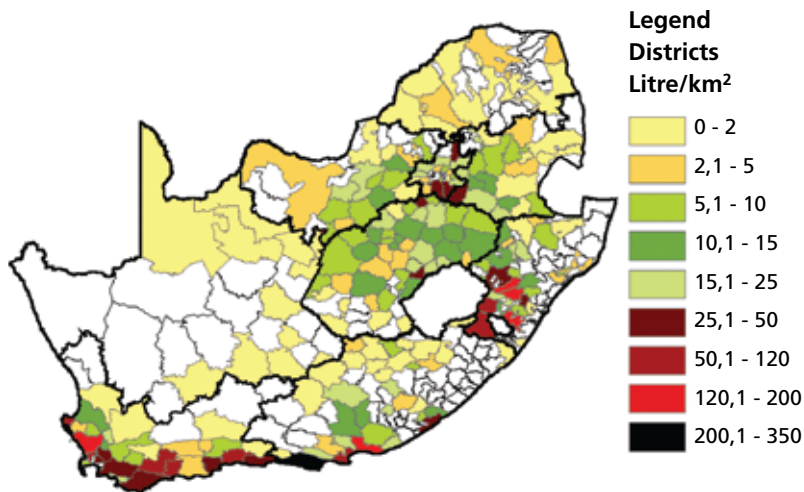 Legend
Districts
Litre/km²
0 - 2
2,1 - 5
5,1 - 10
10,1 - 15
15,1 - 25
25,1 - 50
50,1 - 120
120,1 - 200
200,1 - 350